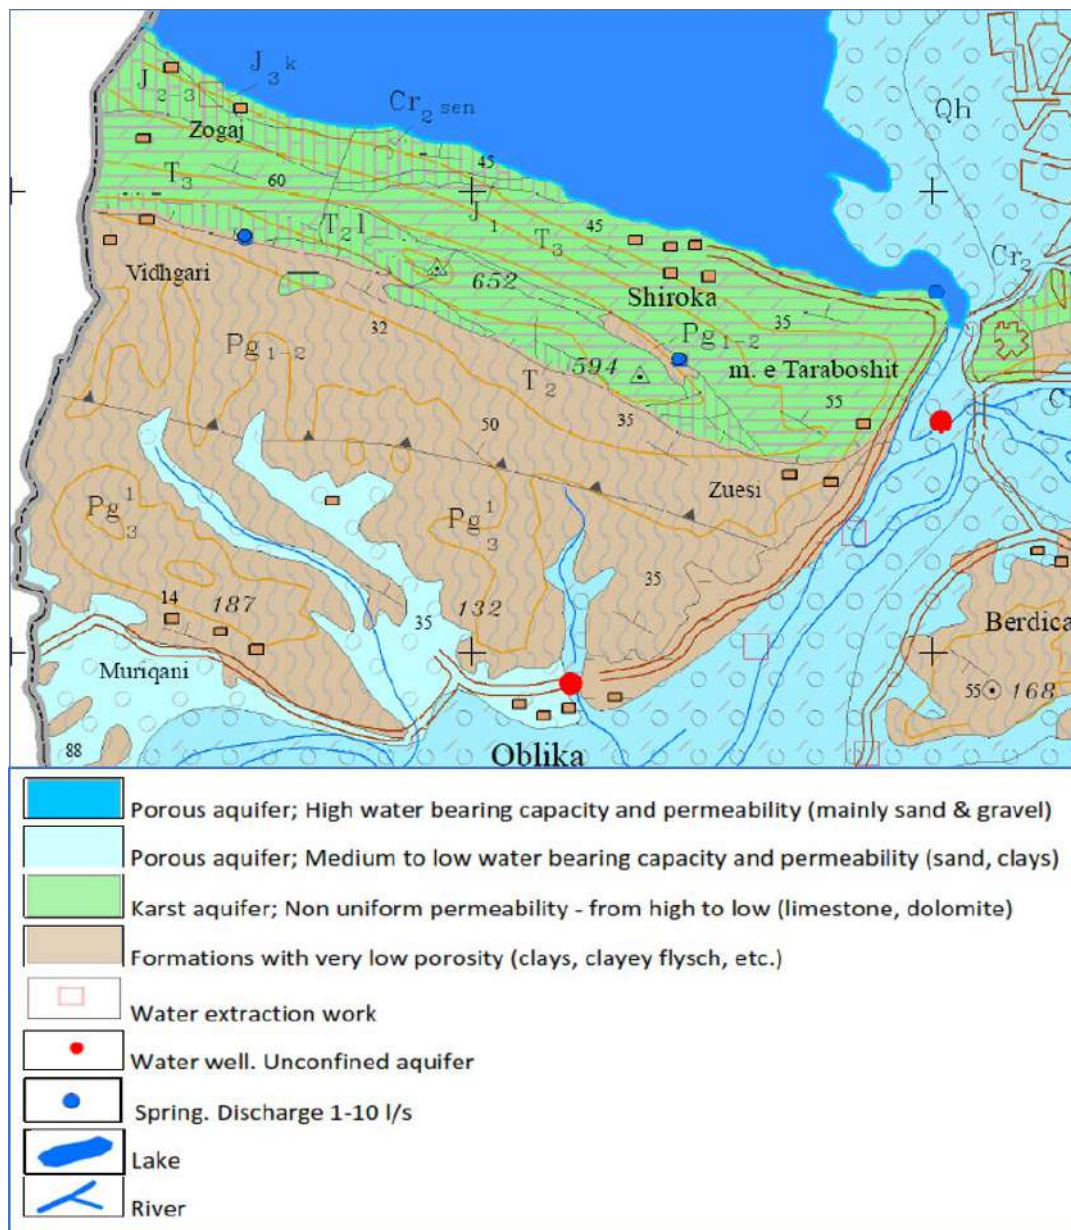 J₃ᵏ
J₂₋₃
Cr₂ sen
Qh
Zogaj
45
T₃
60
J₁
T₂l
T₃
45
Cr₂
Vidhgari
652
Shiroka
32
35
Pg₁₋₂
Pg₁₋₂
594
m. e Taraboshit
T₂
50
35
55
Zuesi
Pg₃¹
Pg₃¹
35
14
187
132
35
Berdica
Muriqani
55
168
88
Oblika
Porous aquifer; High water bearing capacity and permeability (mainly sand & gravel)
Porous aquifer; Medium to low water bearing capacity and permeability (sand, clays)
Karst aquifer; Non uniform permeability - from high to low (limestone, dolomite)
Formations with very low porosity (clays, clayey flysch, etc.)
Water extraction work
Water well. Unconfined aquifer
Spring. Discharge 1-10 l/s
Lake
River